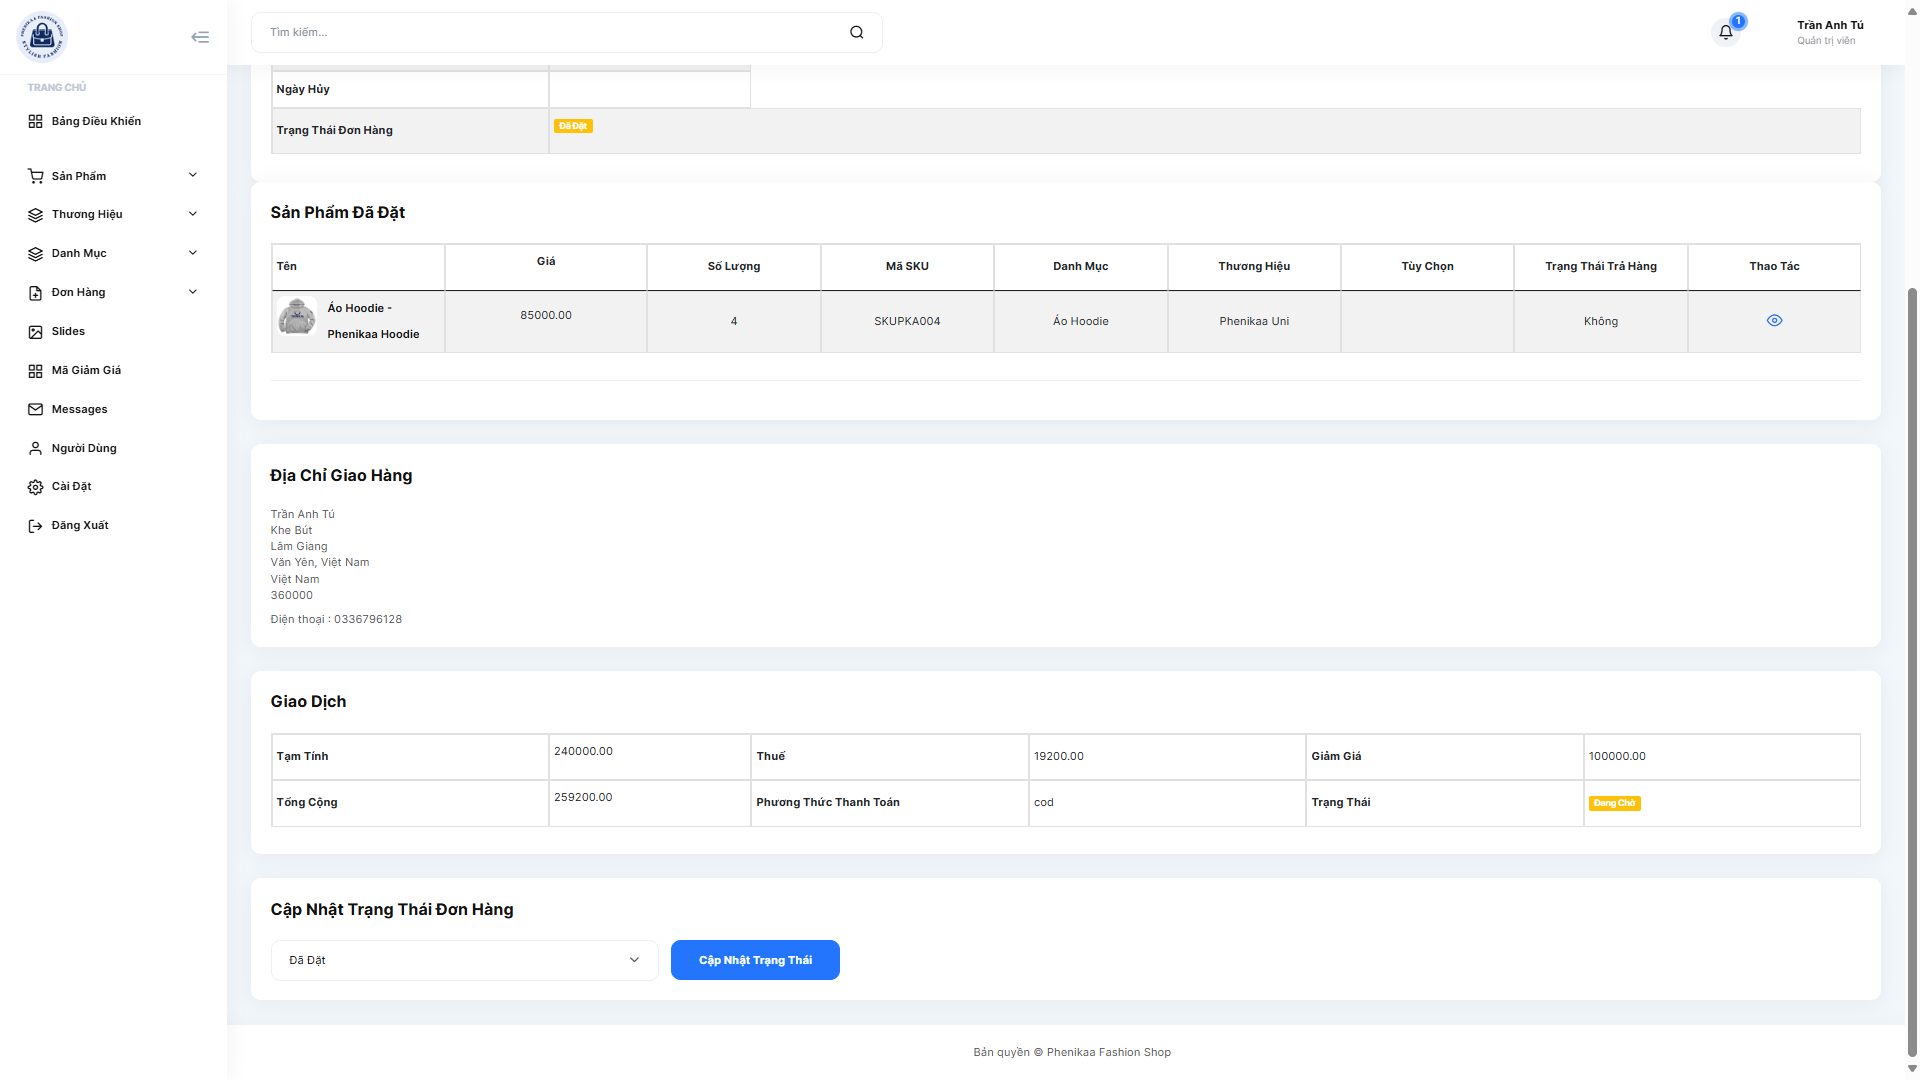 PHENIKAA FASHION SHOP
STYLISH FASHION
Tìm kiếm...
1
Trần Anh Tú
Quản trị viên
TRANG CHỦ
Bảng Điều Khiển
Sản Phẩm
Thương Hiệu
Danh Mục
Đơn Hàng
Slides
Mã Giảm Giá
Messages
Người Dùng
Cài Đặt
Đăng Xuất
Ngày Hủy
Trạng Thái Đơn Hàng Đã Đặt
Sản Phẩm Đã Đặt
Tên Giá Số Lượng Mã SKU Danh Mục Thương Hiệu Tùy Chọn Trạng Thái Trả Hàng Thao Tác
Áo Hoodie -
Phenikaa Hoodie
85000.00 4 SKUPKA004 Áo Hoodie Phenikaa Uni Không
Địa Chỉ Giao Hàng
Trần Anh Tú
Khe Bút
Lâm Giang
Văn Yên, Việt Nam
Việt Nam
360000
Điện thoại : 0336796128
Giao Dịch
Tạm Tính 240000.00 Thuế 19200.00 Giảm Giá 100000.00
Tổng Cộng 259200.00 Phương Thức Thanh Toán cod Trạng Thái Đang Chờ
Cập Nhật Trạng Thái Đơn Hàng
Đã Đặt
Cập Nhật Trạng Thái
Bản quyền © Phenikaa Fashion Shop